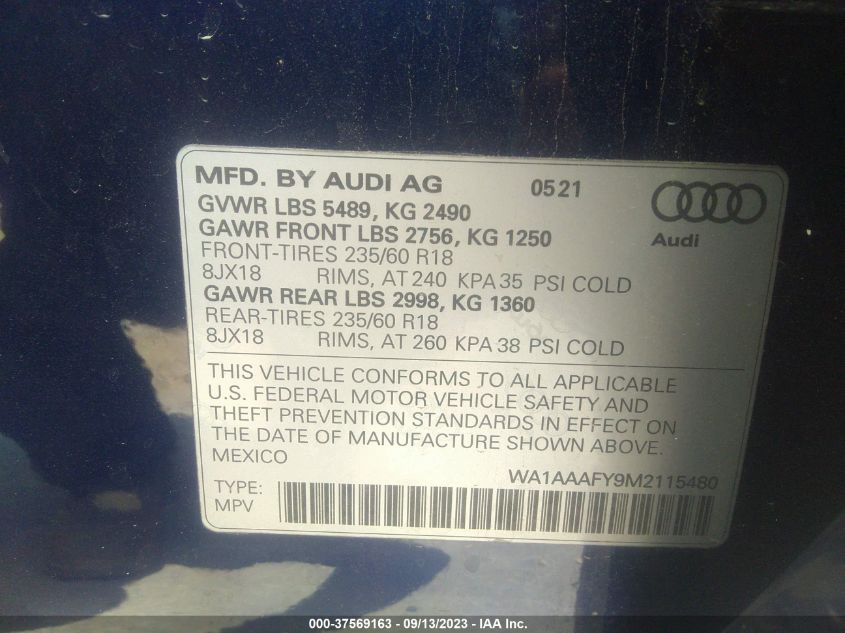 MFD. BY AUDI AG 0521
GVWR LBS 5489, KG 2490
GAWR FRONT LBS 2756, KG 1250
Audi
FRONT-TIRES 235/60 R18
8JX18 RIMS, AT 240 KPA 35 PSI COLD
GAWR REAR LBS 2998, KG 1360
REAR-TIRES 235/60 R18
8JX18 RIMS, AT 260 KPA 38 PSI COLD
THIS VEHICLE CONFORMS TO ALL APPLICABLE
U.S. FEDERAL MOTOR VEHICLE SAFETY AND
THEFT PREVENTION STANDARDS IN EFFECT ON
THE DATE OF MANUFACTURE SHOWN ABOVE.
MEXICO
WA1AAAFY9M2115480
TYPE:
MPV
000-37569163 - 09/13/2023 - IAA Inc.